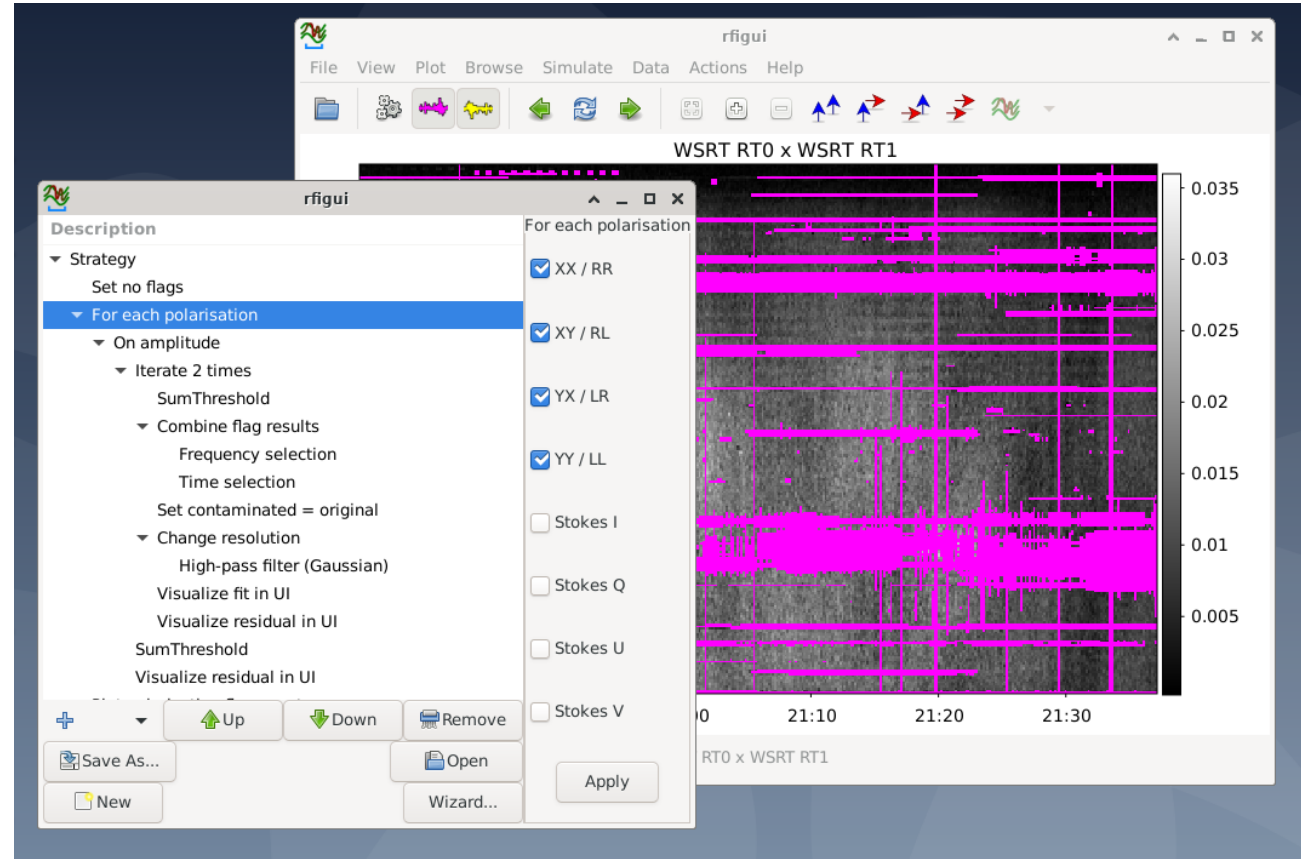 rfigui
File View Plot Browse Simulate Data Actions Help
WSRT RT0 x WSRT RT1
0.035
0.03
0.025
0.02
0.015
0.01
0.005
21:10 21:20 21:30
RT0 x WSRT RT1
rfigui
Description
Strategy
Set no flags
For each polarisation
On amplitude
Iterate 2 times
SumThreshold
Combine flag results
Frequency selection
Time selection
Set contaminated = original
Change resolution
High-pass filter (Gaussian)
Visualize fit in UI
Visualize residual in UI
SumThreshold
Visualize residual in UI
Up Down Remove
Save As... Open
New Wizard...
For each polarisation
XX / RR
XY / RL
YX / LR
YY / LL
Stokes I
Stokes Q
Stokes U
Stokes V
Apply